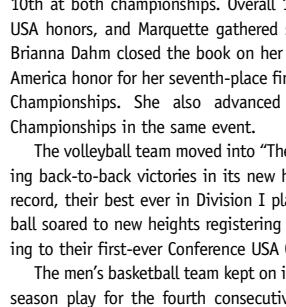 10th at both championships. Overall
USA honors, and Marquette gathered
Brianna Dahm closed the book on her
America honor for her seventh-place
Championships. She also advanced
Championships in the same event.
The volleyball team moved into “The
ing back-to-back victories in its new
record, their best ever in Division I
ball soared to new heights registering
ing to their first-ever Conference USA
The men’s basketball team kept on
season play for the fourth